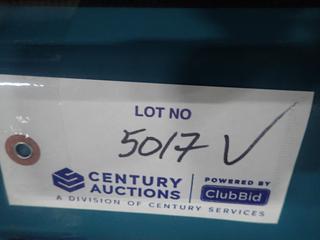 LOT NO
5017 V
CENTURY AUCTIONS
POWERED BY
ClubBid
A DIVISION OF CENTURY SERVICES